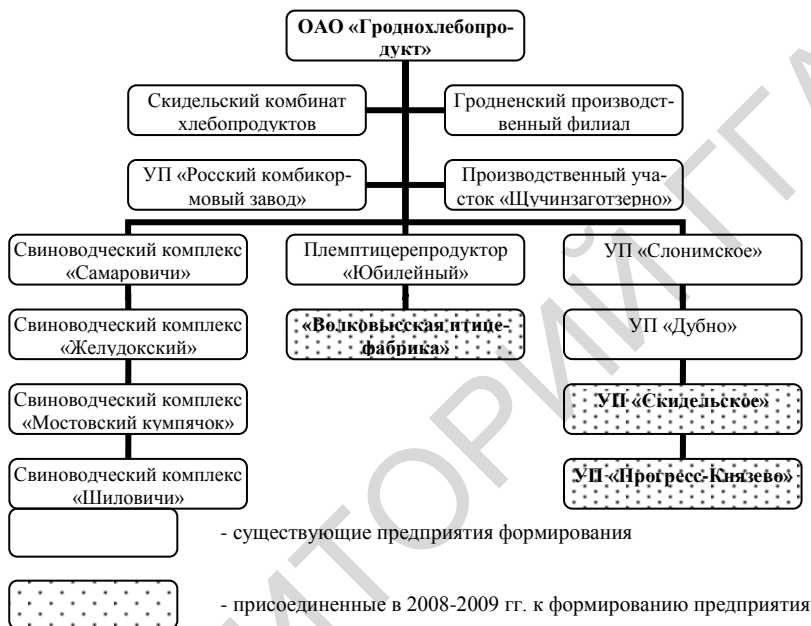 ОАО «Гроднохлебопро-
дукт»
Скидельский комбинат
хлебопродуктов
Гродненский производст-
венный филиал
УП «Росский комбикор-
мовый завод»
Производственный уча-
сток «Щучинзаготзерно»
Свиноводческий комплекс
«Самаровичи»
Племптицерепродуктор
«Юбилейный»
УП «Слонимское»
Свиноводческий комплекс
«Желудокский»
«Волковысская птице-
фабрика»
УП «Дубно»
Свиноводческий комплекс
«Мостовский кумпячок»
УП «Скидельское»
Свиноводческий комплекс
«Шиловичи»
УП «Прогресс-Князево»
- существующие предприятия формирования
- присоединенные в 2008-2009 гг. к формированию предприятия